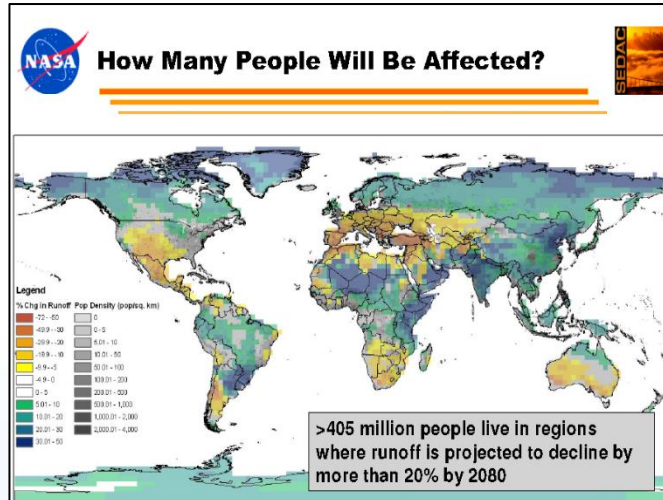 NASA
How Many People Will Be Affected?
SEDAC
Legend
% Chg in Runoff Pop Density (pop/sq. km)
-72 - -50 0
-49.9 - -30 0 - 5
-29.9 - -20 5.01 - 10
-19.9 - -10 10.01 - 50
-9.9 - -5 50.01 - 100
-4.9 - 0 100.01 - 200
0 - 5 200.01 - 500
5.01 - 10 500.01 - 1,000
10.01 - 20 1,000.01 - 2,000
20.01 - 30 2,000.01 - 4,000
30.01 - 50
>405 million people live in regions
where runoff is projected to decline by
more than 20% by 2080